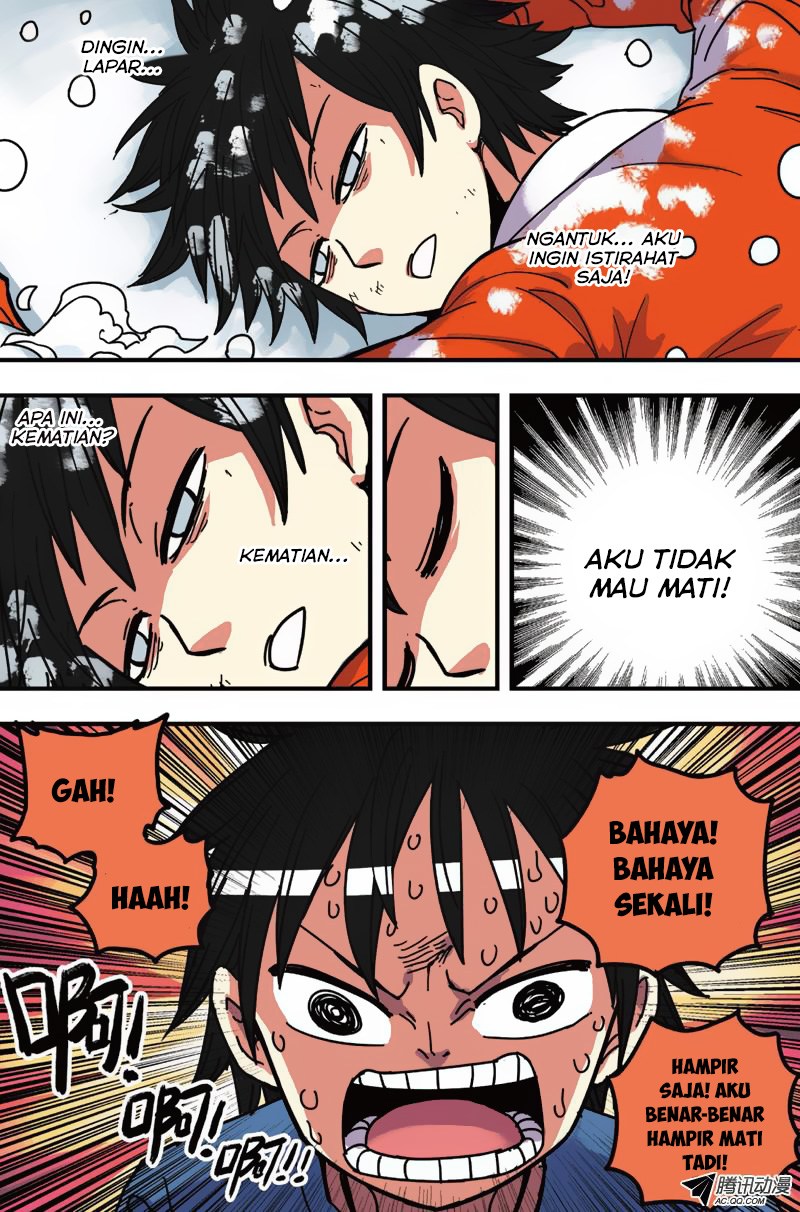 DINGIN...
LAPAR...
NGANTUK... AKU
INGIN ISTIRAHAT
SAJA!
APA INI...
KEMATIAN?
KEMATIAN...
AKU TIDAK
MAU MATI!
GAH!
HAAH!
BAHAYA!
BAHAYA
SEKALI!
啊!
啊!
啊!!
HAMPIR
SAJA! AKU
BENAR-BENAR
HAMPIR MATI
TADI!
腾讯动漫
AC.QQ.COM